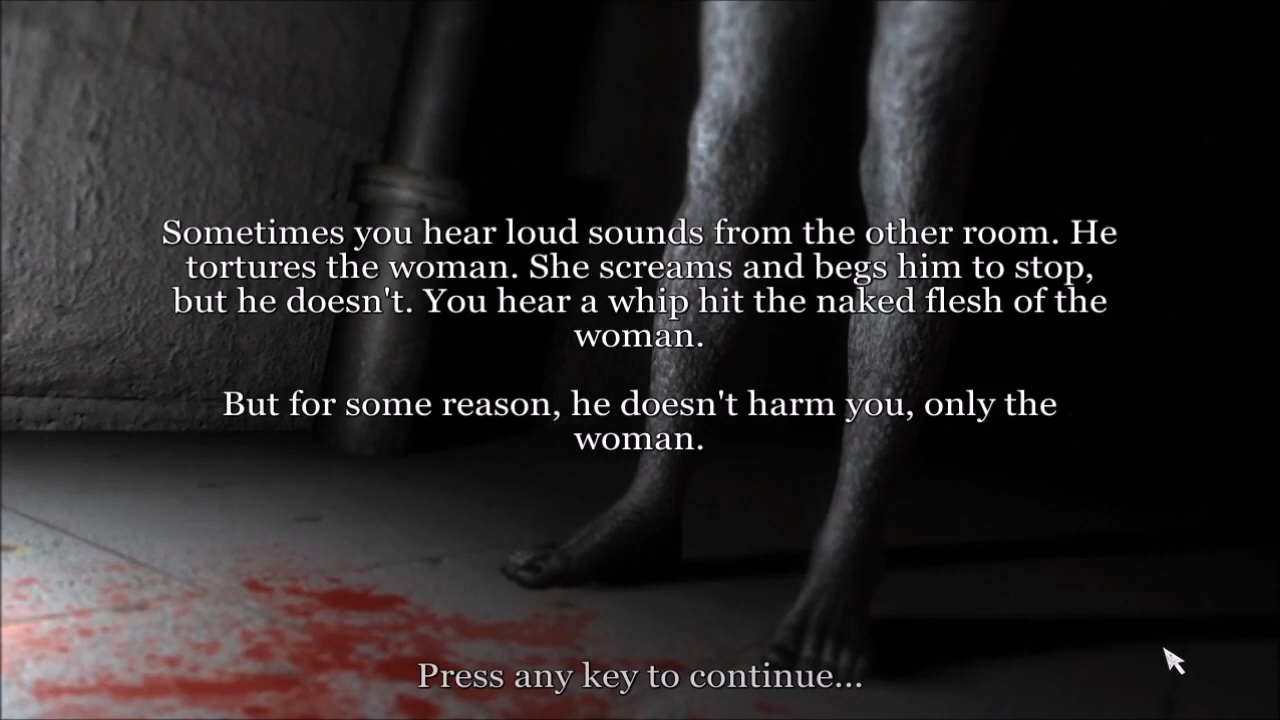 Sometimes you hear loud sounds from the other room. He
tortures the woman. She screams and begs him to stop,
but he doesn't. You hear a whip hit the naked flesh of the
woman.
But for some reason, he doesn't harm you, only the
woman.
Press any key to continue...